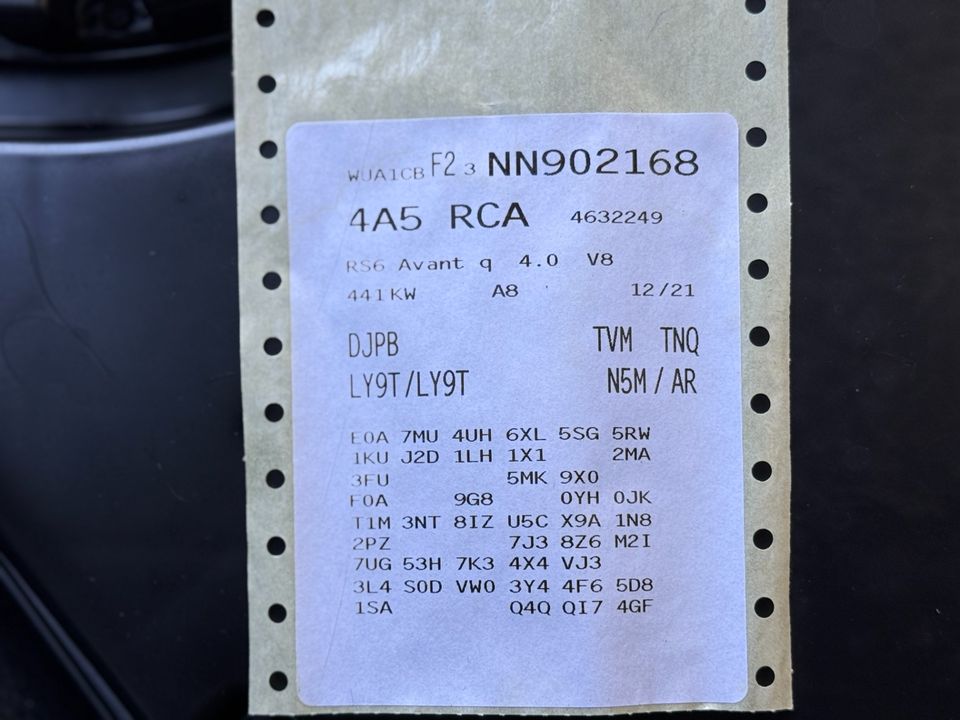 WUA1CB F2 3 NN902168
4A5 RCA 4632249
RS6 Avant q 4.0 V8
441KW A8 12/21
DJPB TVM TNQ
LY9T/LY9T N5M / AR
E0A 7MU 4UH 6XL 5SG 5RW
1KU J2D 1LH 1X1 2MA
3FU 5MK 9X0
F0A 9G8 0YH 0JK
T1M 3NT 8IZ U5C X9A 1N8
2PZ 7J3 8Z6 M2I
7UG 53H 7K3 4X4 VJ3
3L4 S0D VW0 3Y4 4F6 5D8
1SA Q4Q QI7 4GF